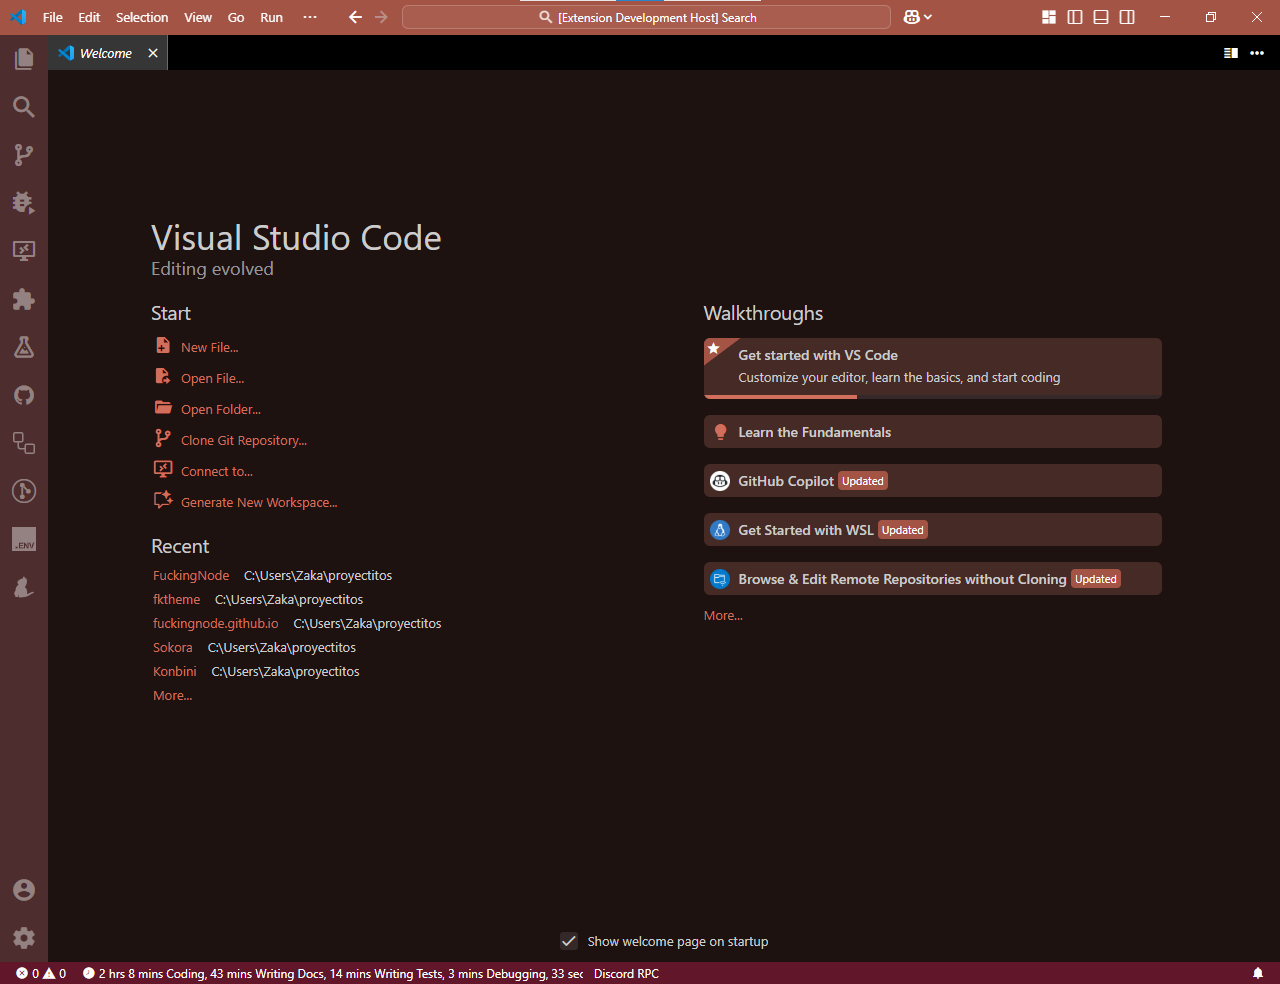 File Edit Selection View Go Run ···
[Extension Development Host] Search
Welcome
Visual Studio Code
Editing evolved
Start
New File...
Open File...
Open Folder...
Clone Git Repository...
Connect to...
Generate New Workspace...
Recent
FuckingNode C:\Users\Zaka\proyectitos
fktheme C:\Users\Zaka\proyectitos
fuckingnode.github.io C:\Users\Zaka\proyectitos
Sokora C:\Users\Zaka\proyectitos
Konbini C:\Users\Zaka\proyectitos
More...
Walkthroughs
Get started with VS Code
Customize your editor, learn the basics, and start coding
Learn the Fundamentals
GitHub Copilot Updated
Get Started with WSL Updated
Browse & Edit Remote Repositories without Cloning Updated
More...
.ENV
Show welcome page on startup
0 0 2 hrs 8 mins Coding, 43 mins Writing Docs, 14 mins Writing Tests, 3 mins Debugging, 33 sec Discord RPC